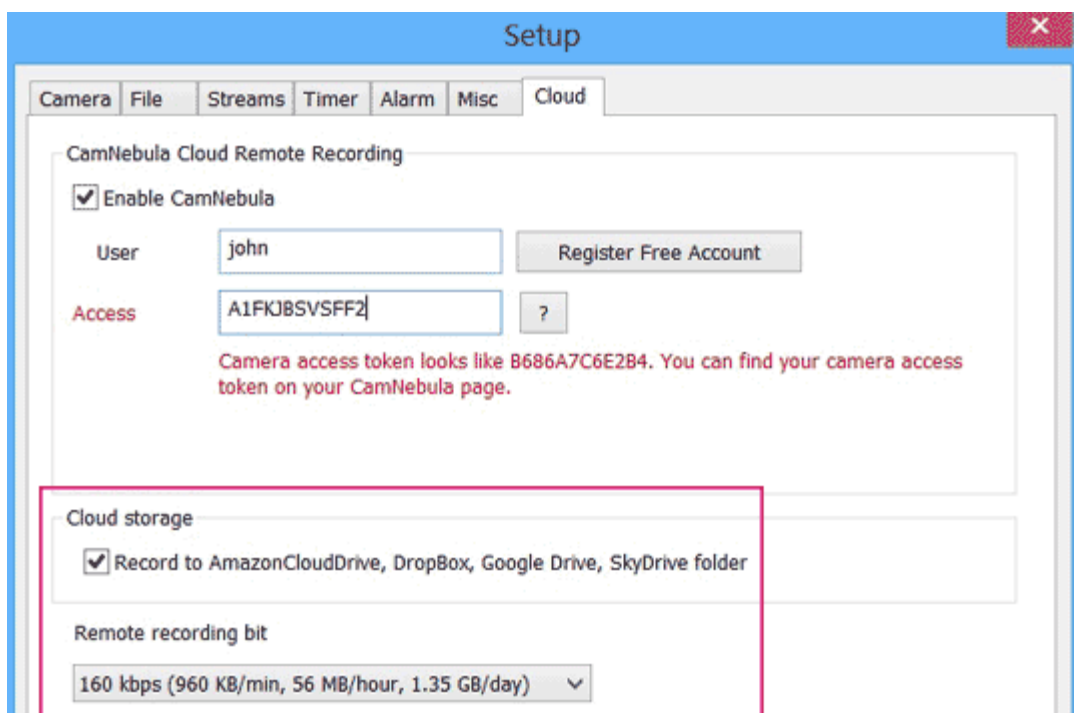 Setup
Camera File Streams Timer Alarm Misc Cloud
CamNebula Cloud Remote Recording
Enable CamNebula
User john Register Free Account
Access A1FKJBSVSFF2 ?
Camera access token looks like B686A7C6E2B4. You can find your camera access
token on your CamNebula page.
Cloud storage
Record to AmazonCloudDrive, DropBox, Google Drive, SkyDrive folder
Remote recording bit
160 kbps (960 KB/min, 56 MB/hour, 1.35 GB/day)